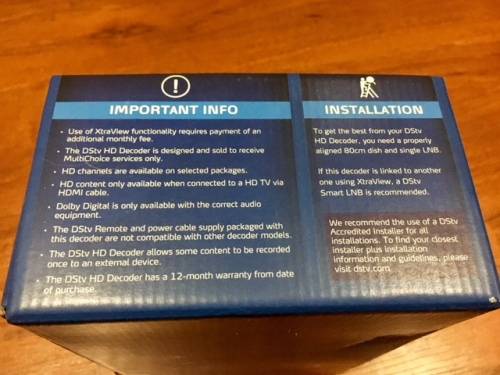 IMPORTANT INFO
• Use of XtraView functionality requires payment of an
additional monthly fee.
• The DStv HD Decoder is designed and sold to receive
MultiChoice services only.
• HD channels are available on selected packages.
• HD content only available when connected to a HD TV via
HDMI cable.
• Dolby Digital is only available with the correct audio
equipment.
• The DStv Remote and power cable supply packaged with
this decoder are not compatible with other decoder models.
• The DStv HD Decoder allows some content to be recorded
once to an external device.
• The DStv HD Decoder has a 12-month warranty from date
of purchase.
INSTALLATION
To get the best from your DStv
HD Decoder, you need a properly
aligned 80cm dish and single LNB.
If this decoder is linked to another
one using XtraView, a DStv
Smart LNB is recommended.
We recommend the use of a DStv
Accredited Installer for all
installations. To find your closest
installer plus installation
information and guidelines, please
visit dstv.com.